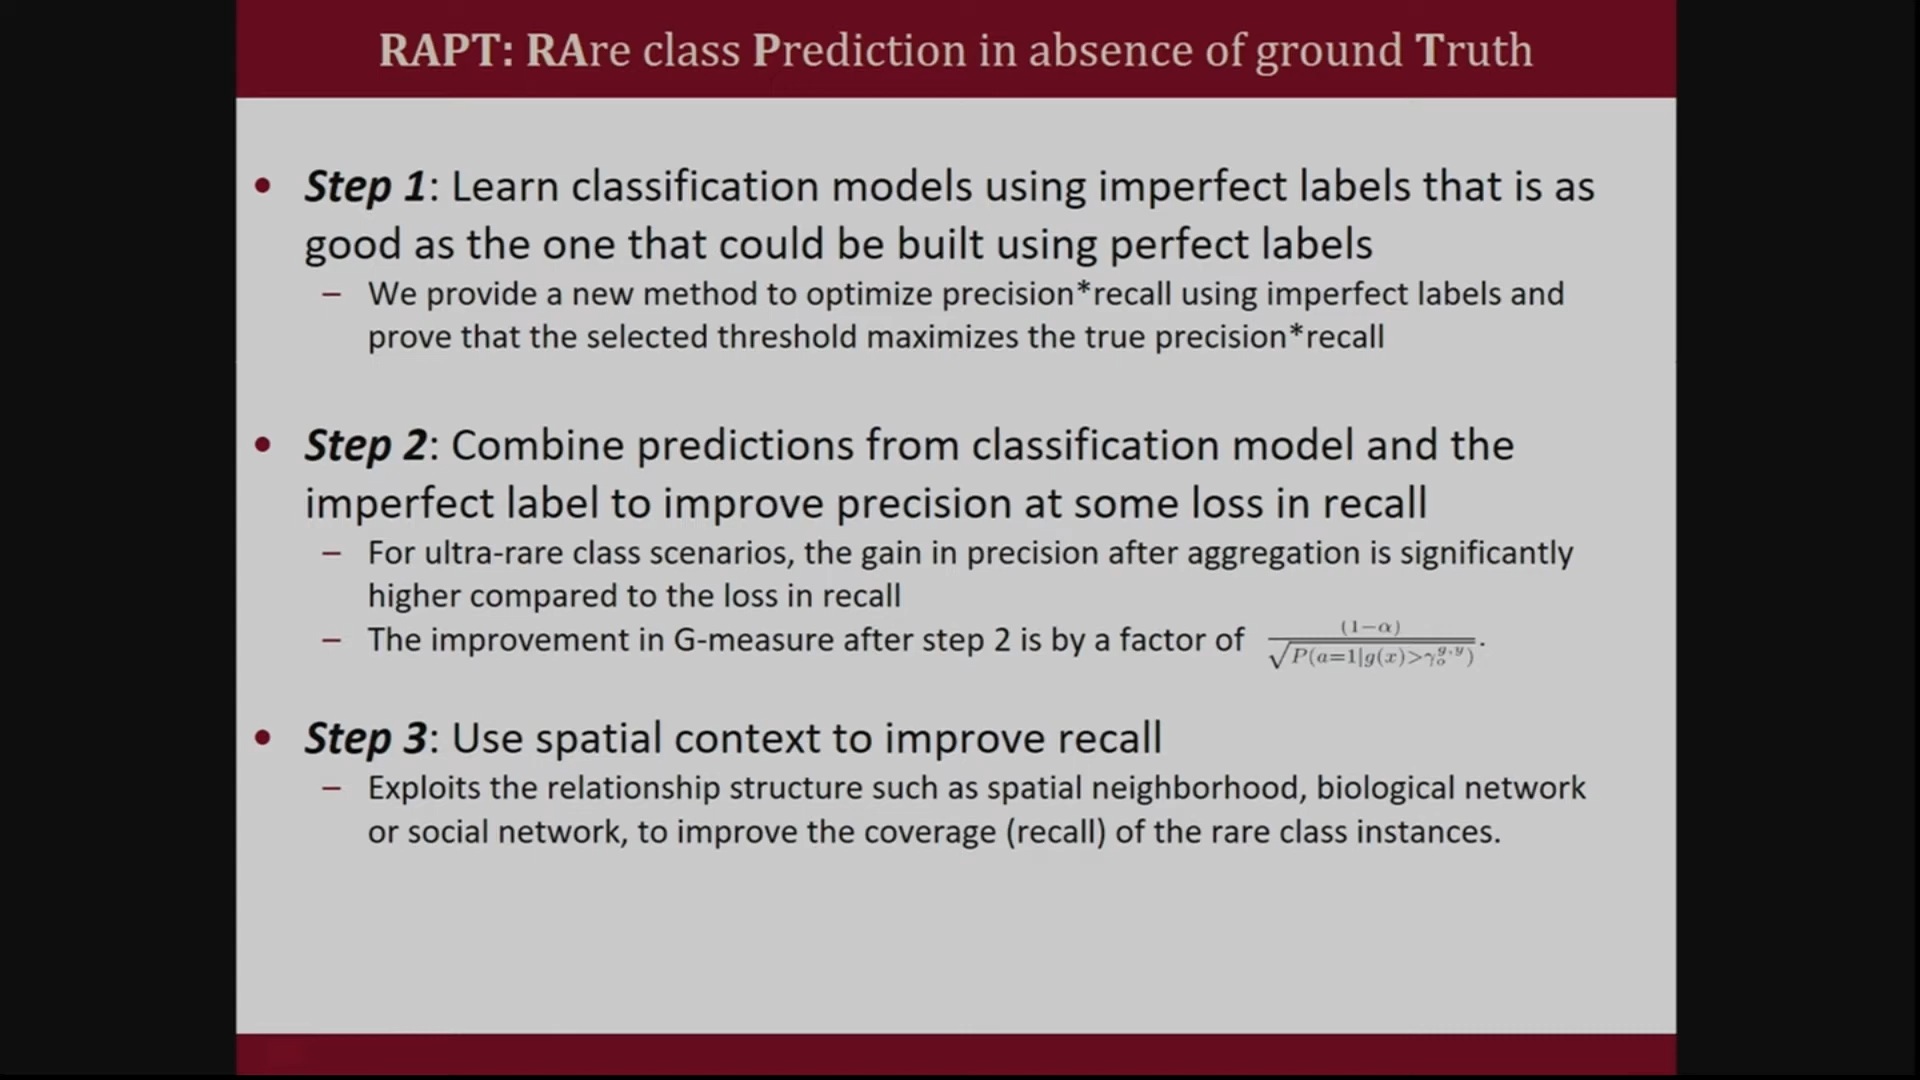 RAPT: RAre class Prediction in absence of ground Truth
• Step 1: Learn classification models using imperfect labels that is as
good as the one that could be built using perfect labels
– We provide a new method to optimize precision*recall using imperfect labels and
prove that the selected threshold maximizes the true precision*recall
• Step 2: Combine predictions from classification model and the
imperfect label to improve precision at some loss in recall
– For ultra-rare class scenarios, the gain in precision after aggregation is significantly
higher compared to the loss in recall
– The improvement in G-measure after step 2 is by a factor of (1−α) / √P(a=1|g(x)>γ_o^{g,y}).
• Step 3: Use spatial context to improve recall
– Exploits the relationship structure such as spatial neighborhood, biological network
or social network, to improve the coverage (recall) of the rare class instances.